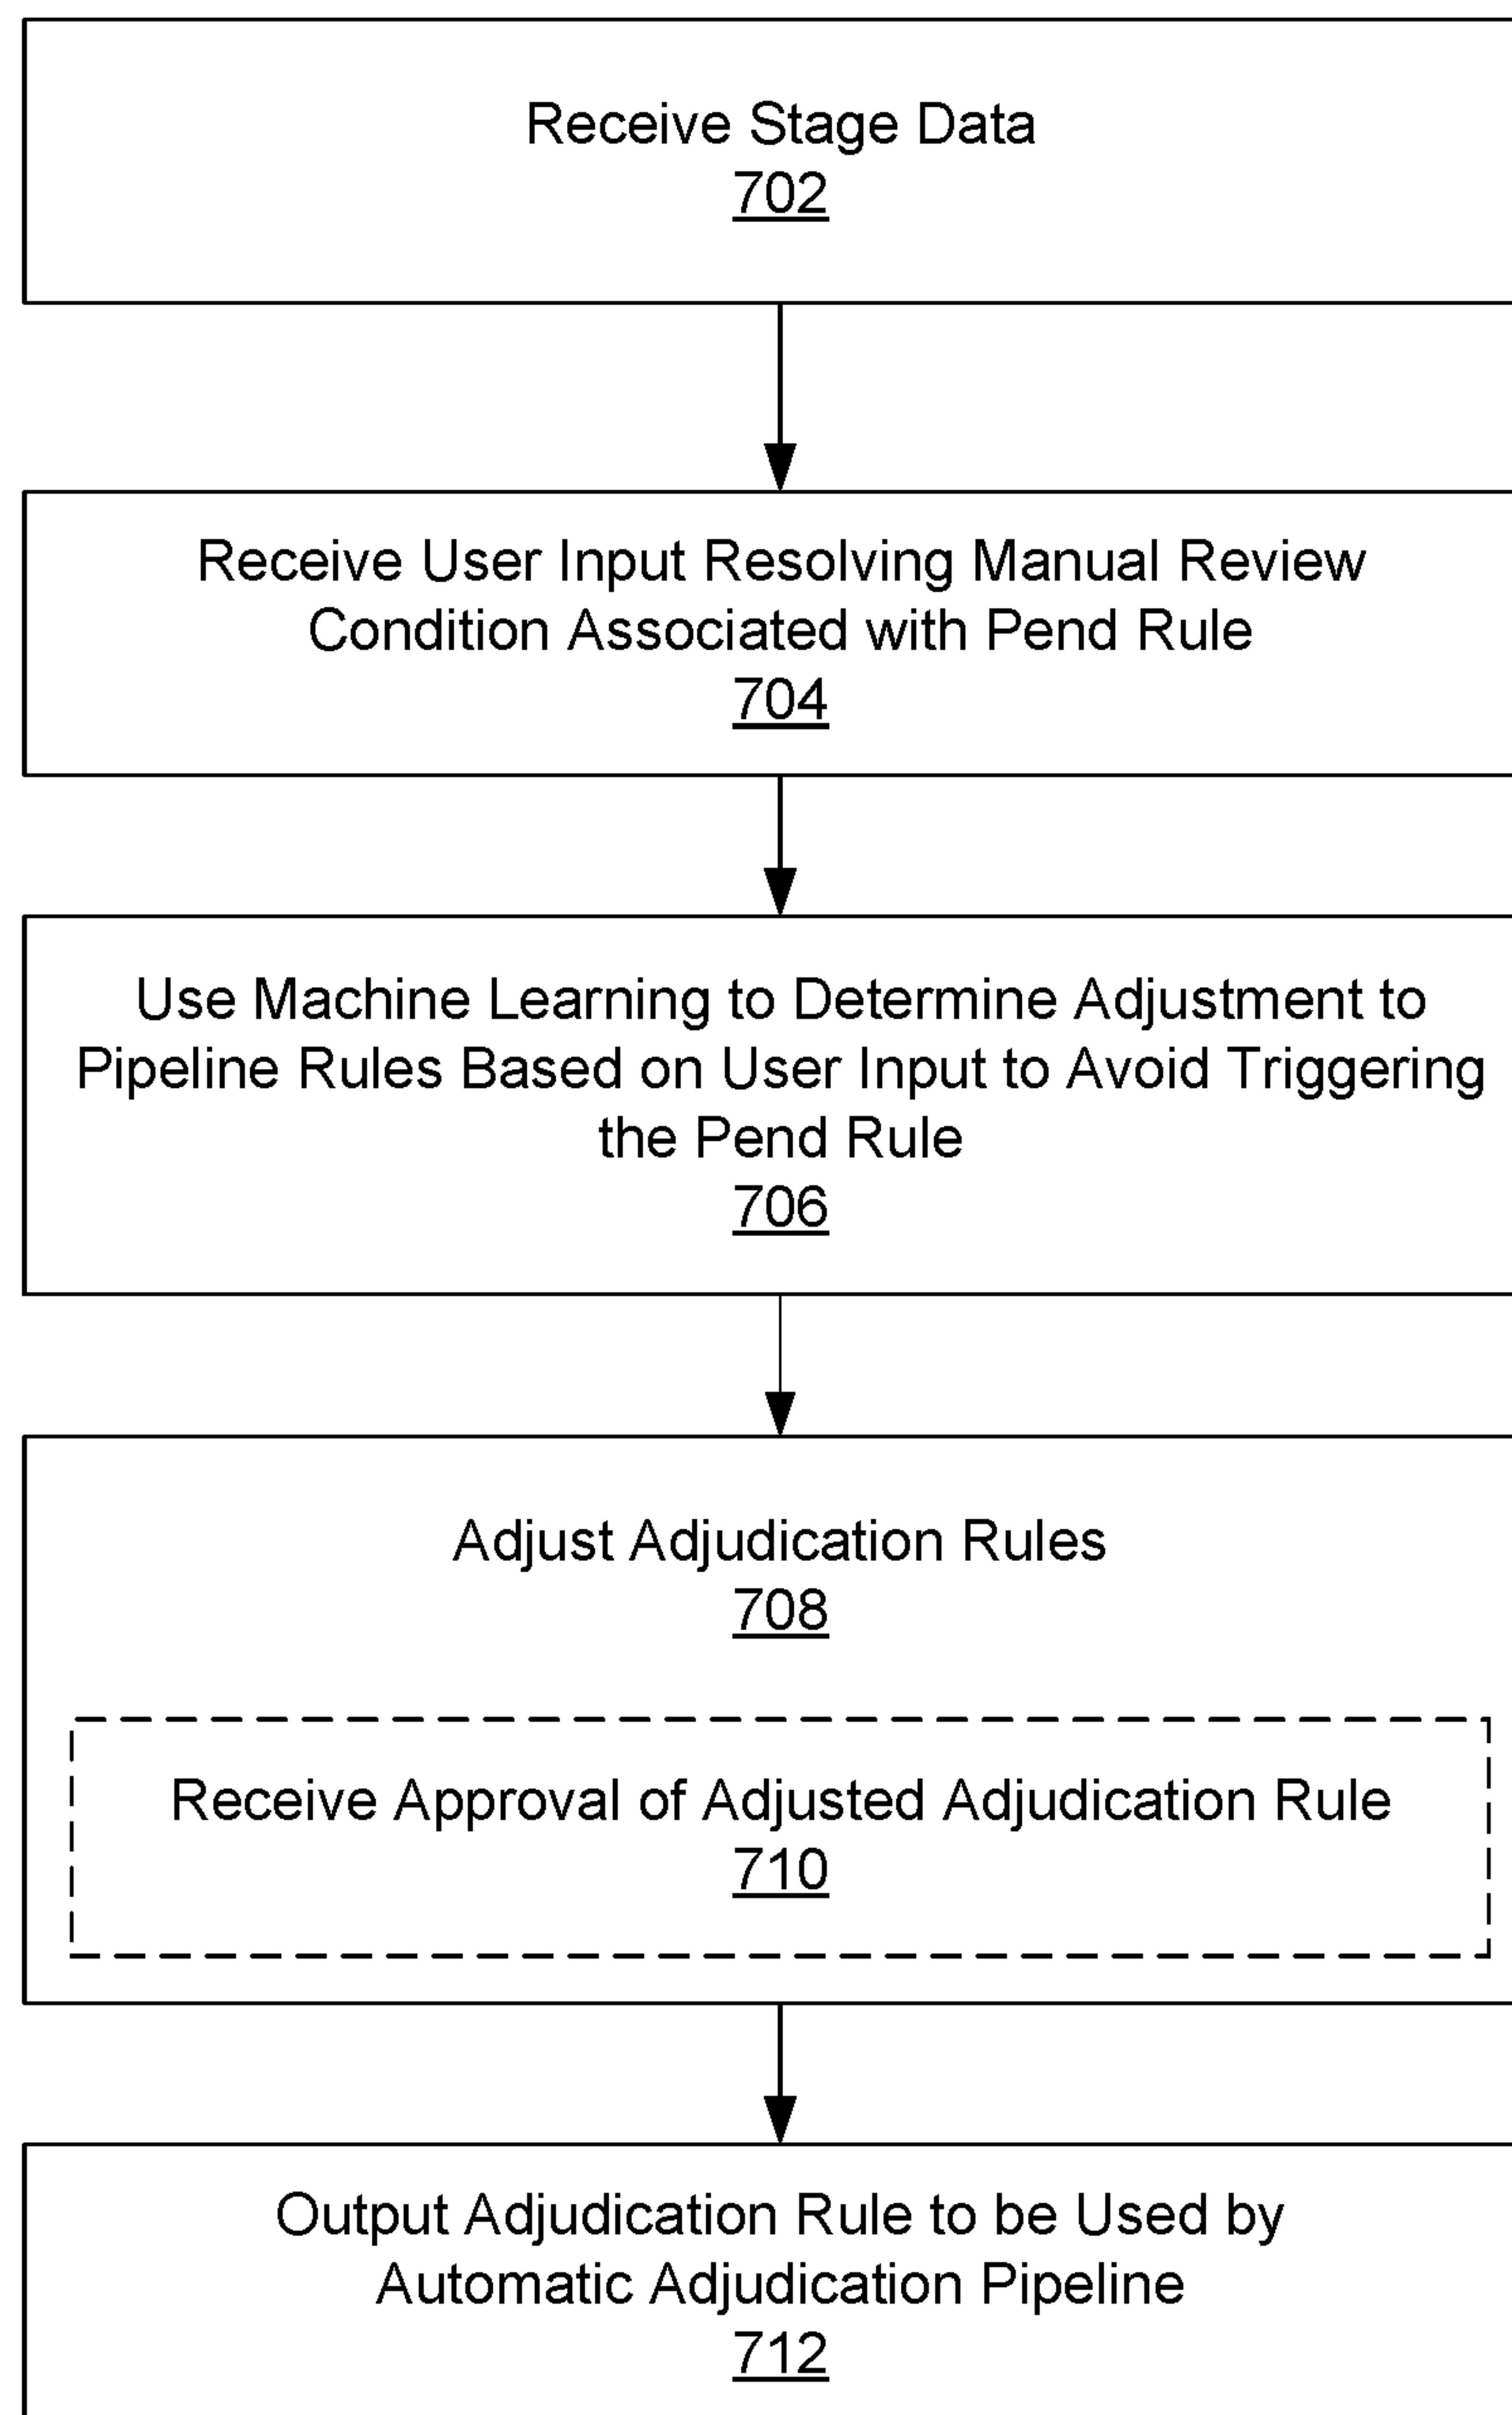 Receive Stage Data
702
Receive User Input Resolving Manual Review
Condition Associated with Pend Rule
704
Use Machine Learning to Determine Adjustment to
Pipeline Rules Based on User Input to Avoid Triggering
the Pend Rule
706
Adjust Adjudication Rules
708
Receive Approval of Adjusted Adjudication Rule
710
Output Adjudication Rule to be Used by
Automatic Adjudication Pipeline
712